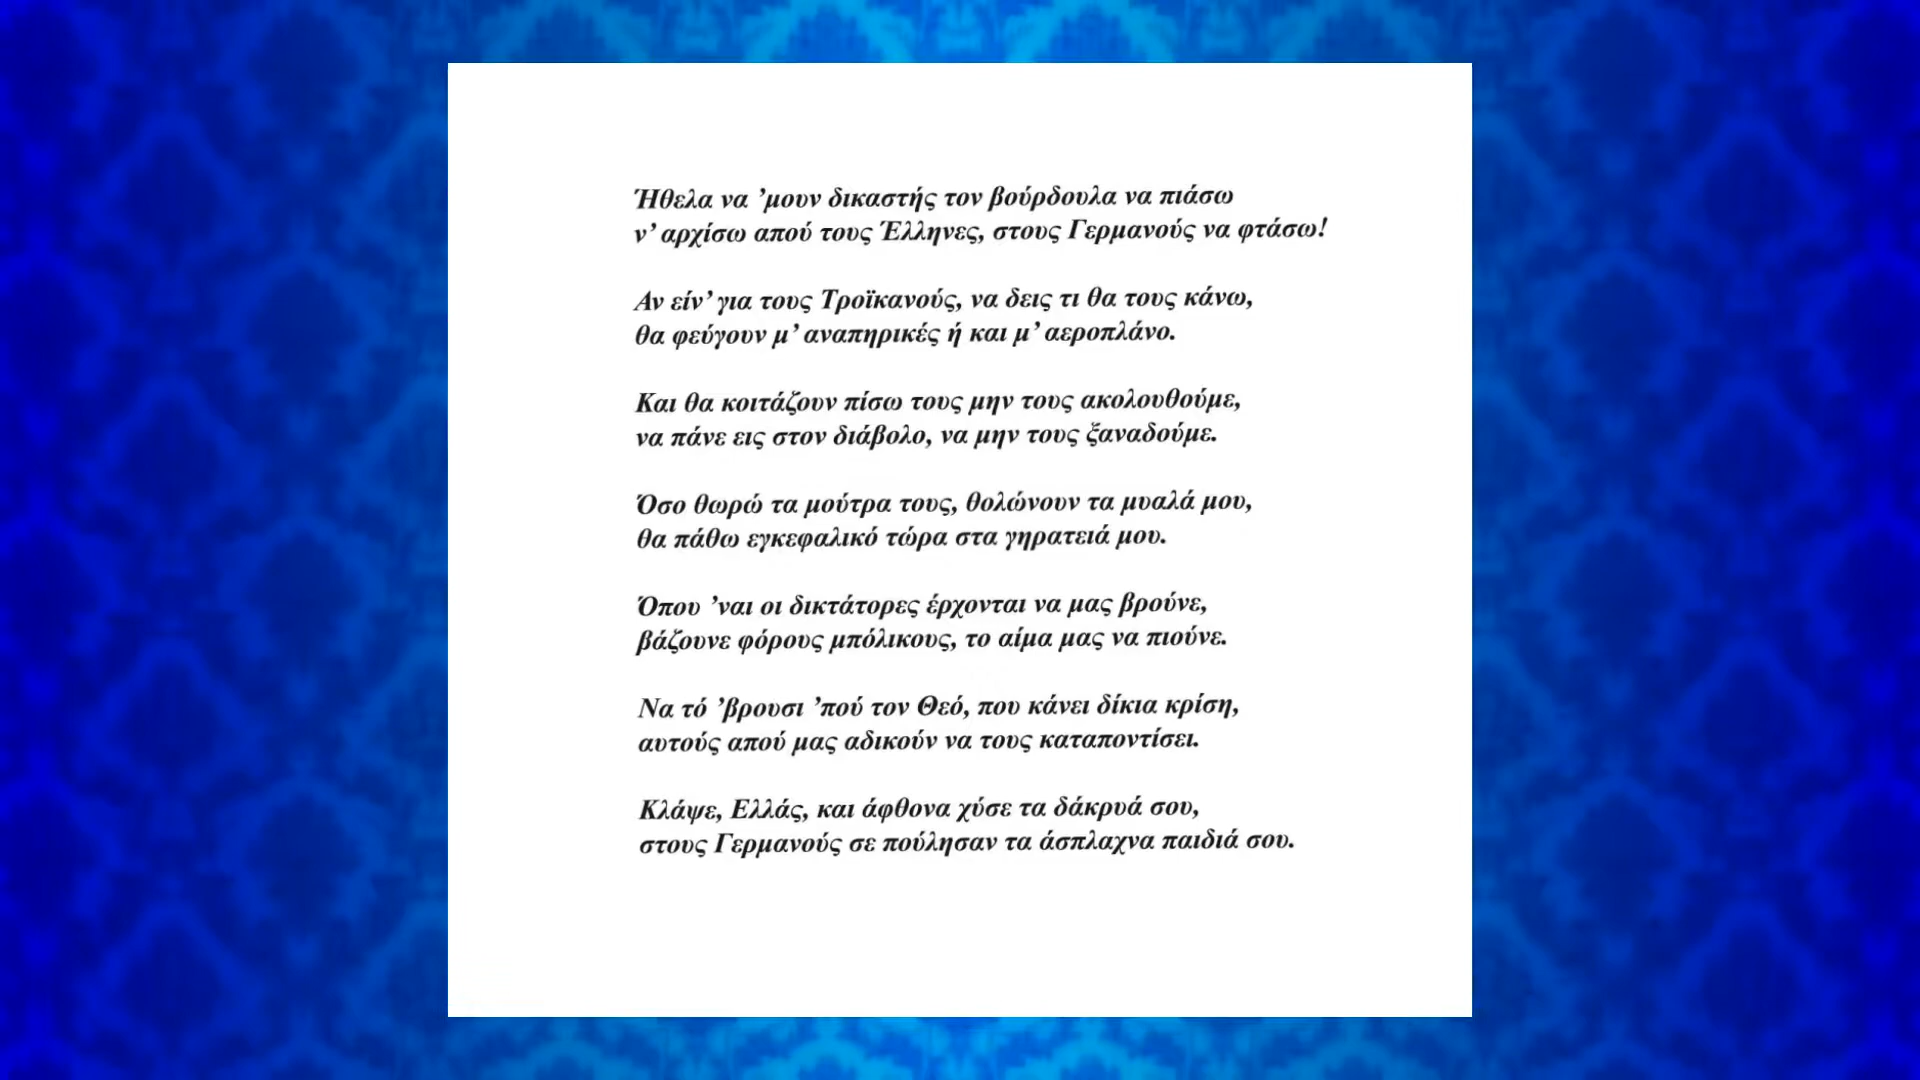 Ήθελα να ’μουν δικαστής τον βούρδουλα να πιάσω
ν’ αρχίσω απού τους Έλληνες, στους Γερμανούς να φτάσω!
Αν είν’ για τους Τροϊκανούς, να δεις τι θα τους κάνω,
θα φεύγουν μ’ αναπηρικές ή και μ’ αεροπλάνο.
Και θα κοιτάζουν πίσω τους μην τους ακολουθούμε,
να πάνε εις στον διάβολο, να μην τους ξαναδούμε.
Όσο θωρώ τα μούτρα τους, θολώνουν τα μυαλά μου,
θα πάθω εγκεφαλικό τώρα στα γηρατειά μου.
Όπου ’ναι οι δικτάτορες έρχονται να μας βρούνε,
βάζουνε φόρους μπόλικους, το αίμα μας να πιούνε.
Να τό ’βρουσι ’πού τον Θεό, που κάνει δίκια κρίση,
αυτούς απού μας αδικούν να τους καταποντίσει.
Κλάψε, Ελλάς, και άφθονα χύσε τα δάκρυά σου,
στους Γερμανούς σε πούλησαν τα άσπλαχνα παιδιά σου.